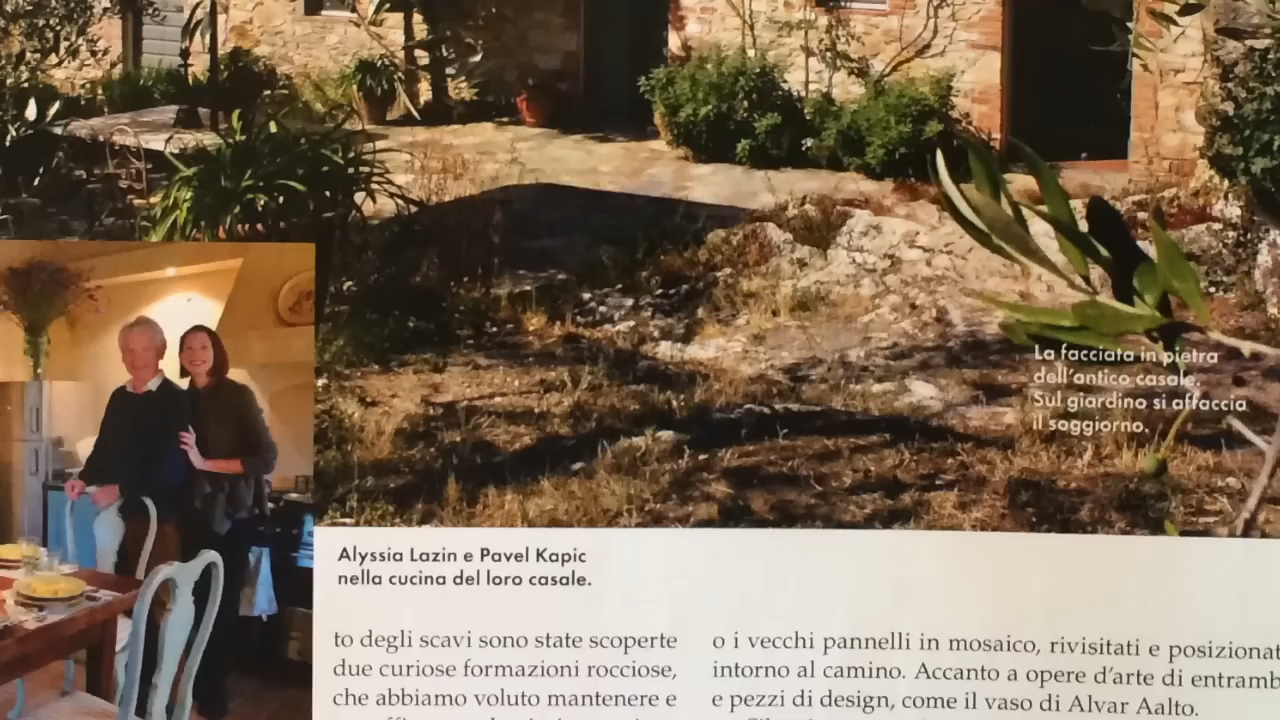 La facciata in pietra
dell'antico casale.
Sul giardino si affaccia
il soggiorno.
Alyssia Lazin e Pavel Kapic
nella cucina del loro casale.
to degli scavi sono state scoperte
due curiose formazioni rocciose,
che abbiamo voluto mantenere e
o i vecchi pannelli in mosaico, rivisitati e posizionat
intorno al camino. Accanto a opere d'arte di entramb
e pezzi di design, come il vaso di Alvar Aalto.